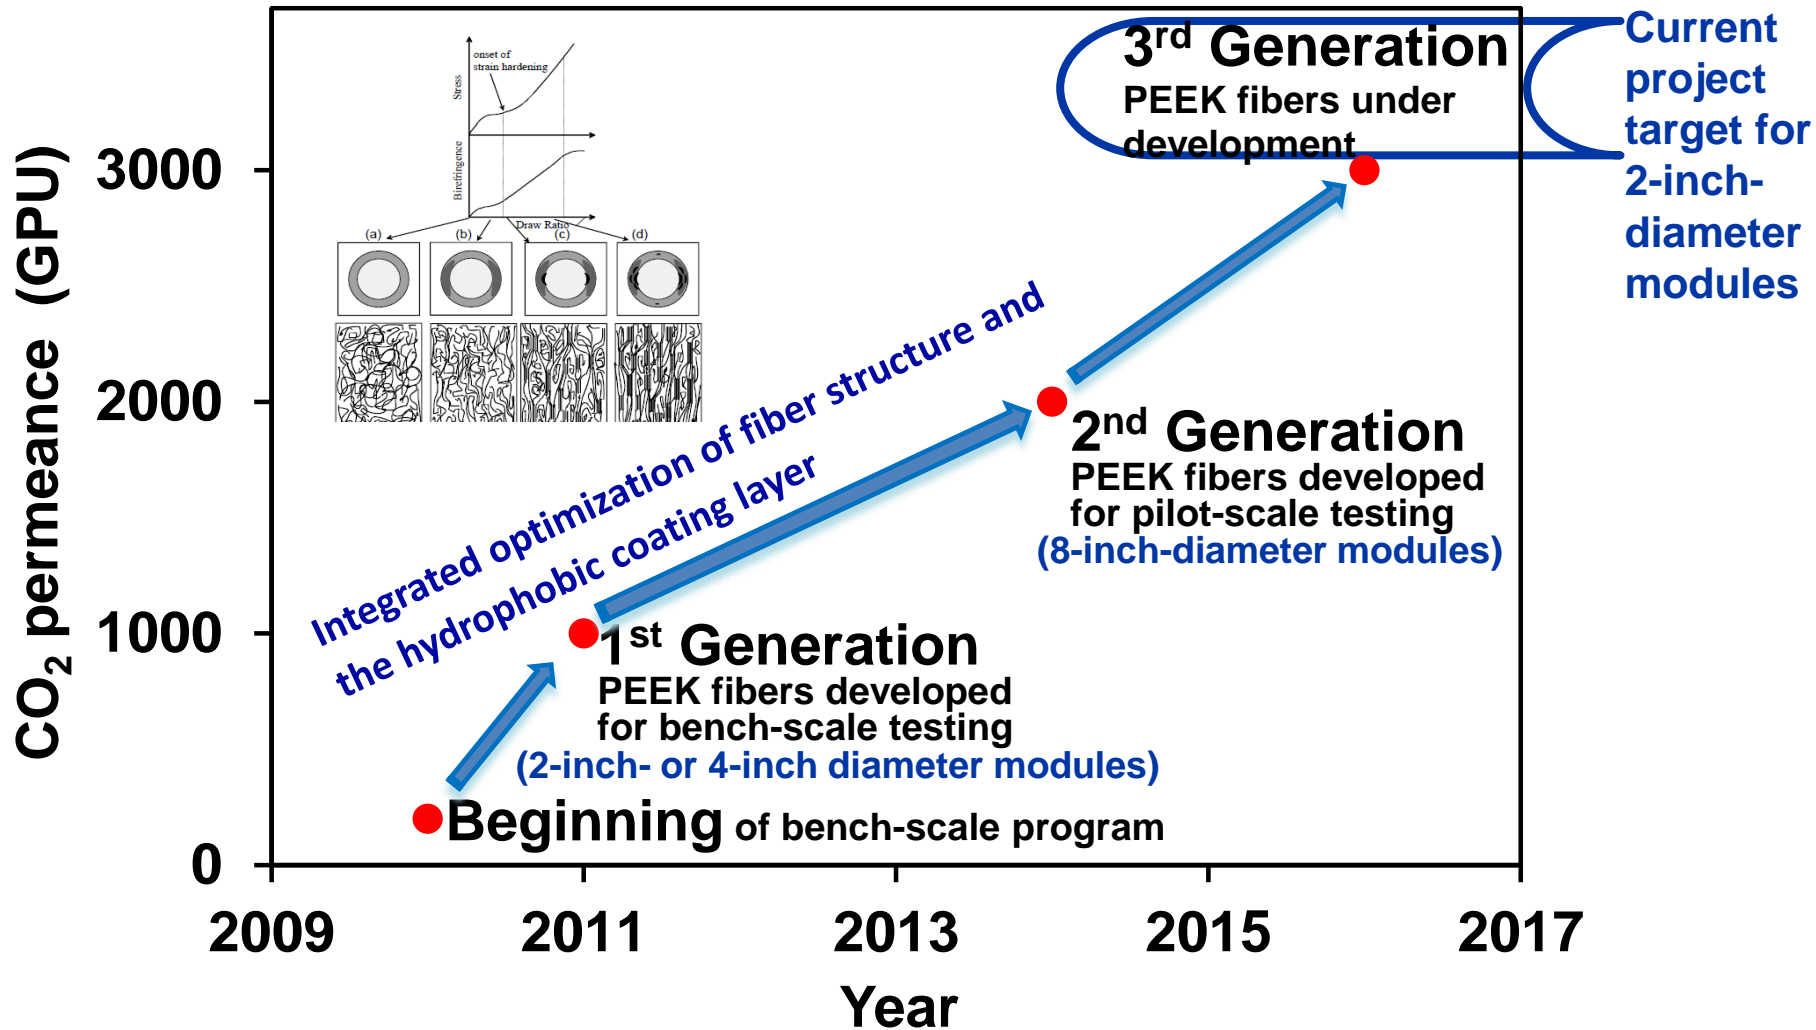 3rd Generation
PEEK fibers under
development
Current
project
target for
2-inch-
diameter
modules
onset of
strain hardening
Stress
Birefringence
Draw Ratio
(a)
(b)
(c)
(d)
CO2 permeance (GPU)
3000
2000
1000
0
Integrated optimization of fiber structure and
the hydrophobic coating layer
2nd Generation
PEEK fibers developed
for pilot-scale testing
(8-inch-diameter modules)
1st Generation
PEEK fibers developed
for bench-scale testing
(2-inch- or 4-inch diameter modules)
Beginning of bench-scale program
2009
2011
2013
2015
2017
Year